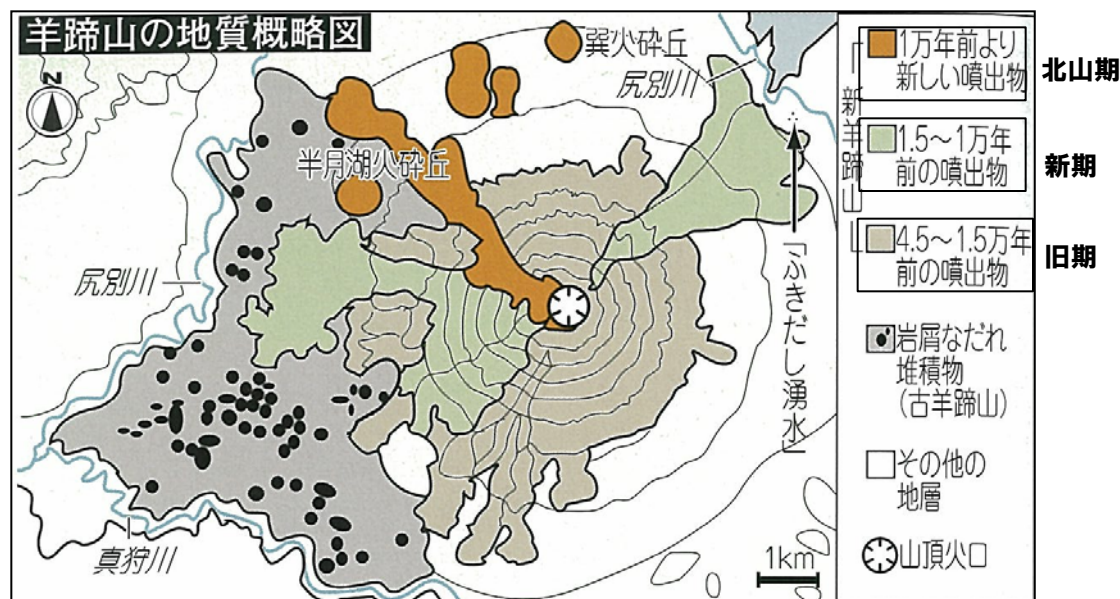 羊蹄山の地質概略図
N
巽火砕丘
尻別川
半月湖火砕丘
尻別川
真狩川
「ふきだし湧水」
1km
1万年前より
新しい噴出物
北山期
1.5～1万年
前の噴出物
新期
4.5～1.5万年
前の噴出物
旧期
「新羊蹄山」
岩屑なだれ
堆積物
（古羊蹄山）
その他の
地層
山頂火口